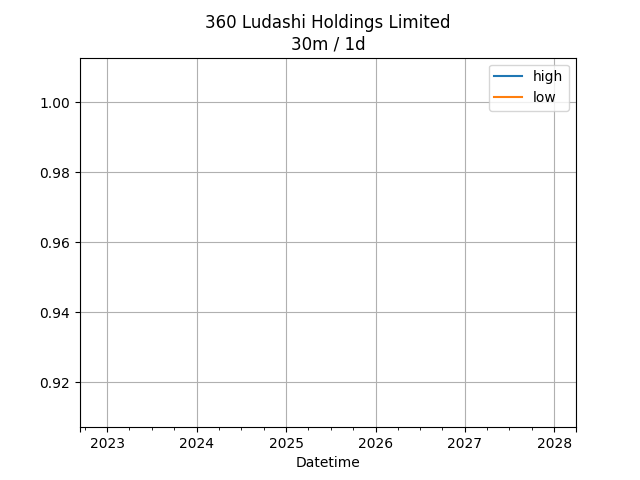 360 Ludashi Holdings Limited
30m / 1d
high
low
1.00
0.98
0.96
0.94
0.92
2023 2024 2025 2026 2027 2028
Datetime